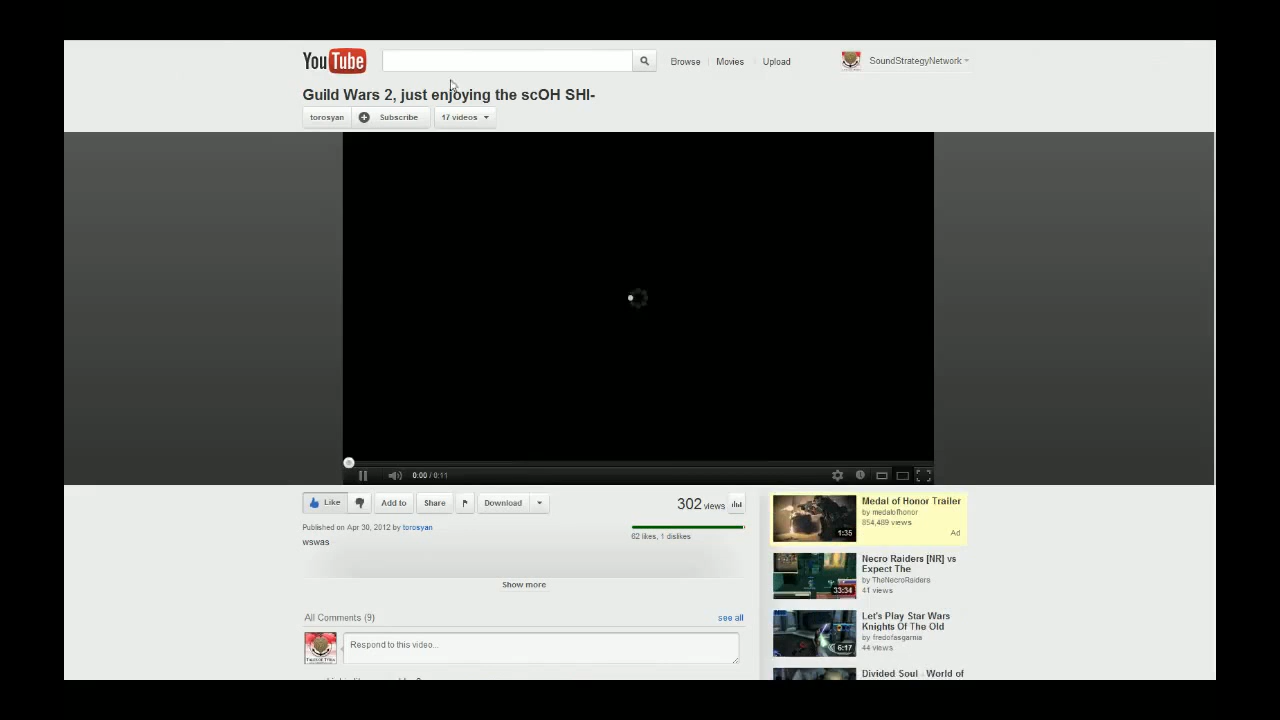 YouTube
Browse
Movies
Upload
SoundStrategyNetwork
Guild Wars 2, just enjoying the scOH SHI-
torosyan
Subscribe
17 videos
0:00 / 0:11
Like
Add to
Share
Download
302 views
Published on Apr 30, 2012 by torosyan
62 likes, 1 dislikes
wswas
Show more
All Comments (9)
see all
Respond to this video...
Medal of Honor Trailer
by medalofhonor
854,489 views
Ad
1:35
Necro Raiders [NR] vs
Expect The
by TheNecroRaiders
41 views
33:34
Let's Play Star Wars
Knights Of The Old
by fredofasgarnia
44 views
6:17
Divided Soul - World of